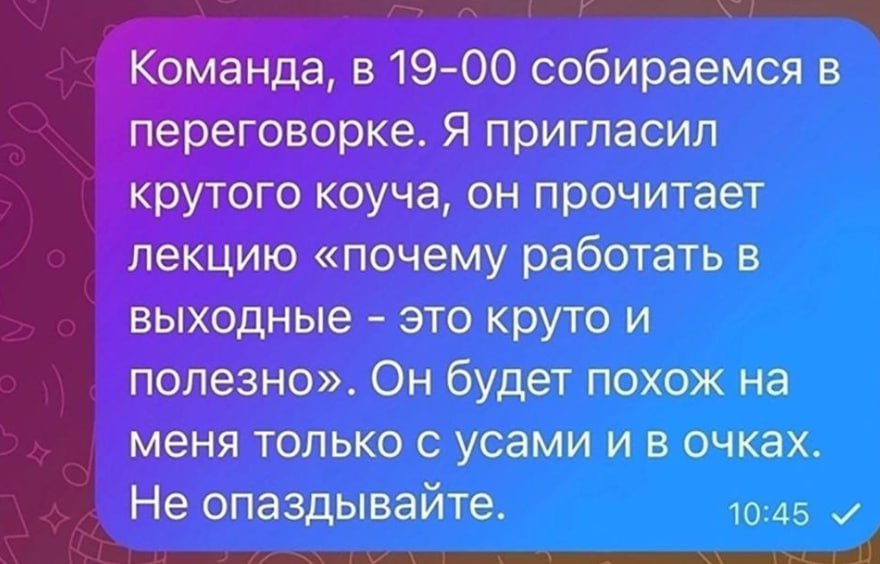 Команда, в 19-00 собираемся в
переговорке. Я пригласил
крутого коуча, он прочитает
лекцию «почему работать в
выходные - это круто и
полезно». Он будет похож на
меня только с усами и в очках.
Не опаздывайте.
10:45